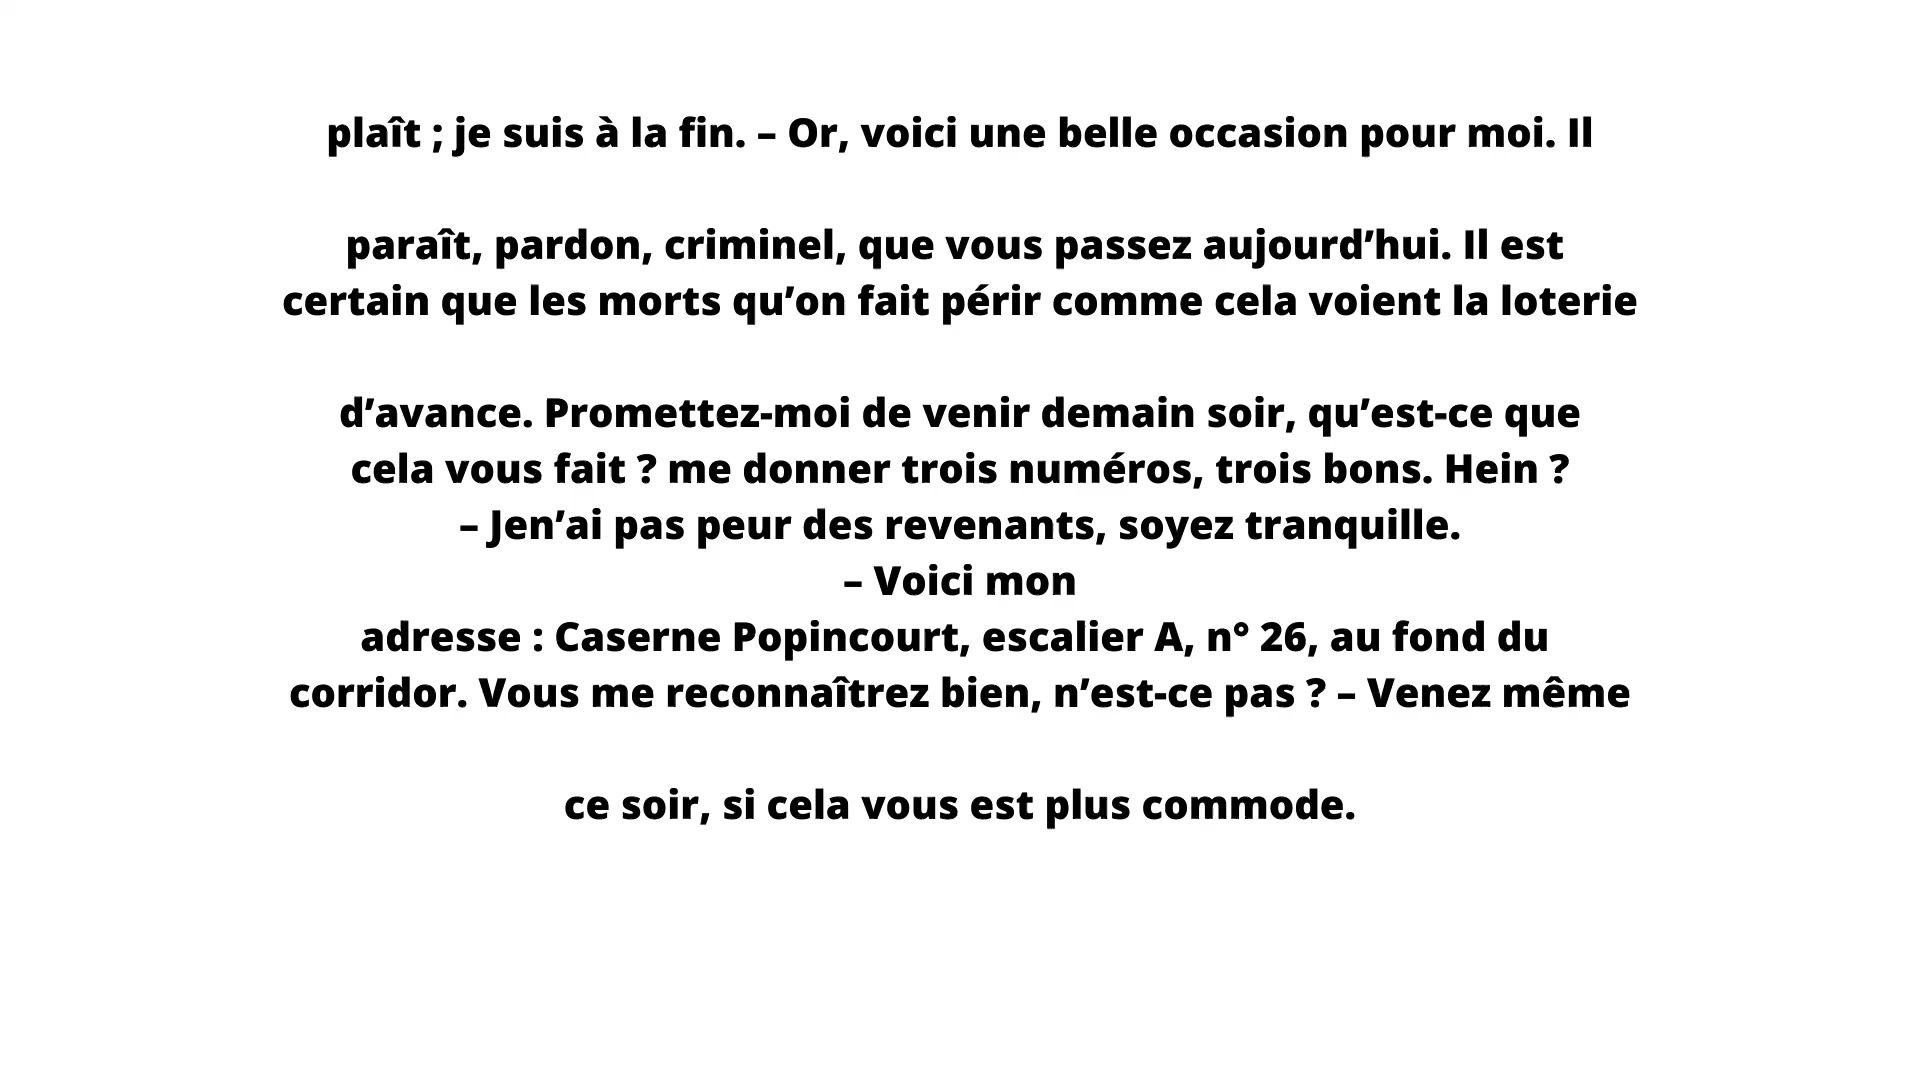 plaît ; je suis à la fin. – Or, voici une belle occasion pour moi. Il
paraît, pardon, criminel, que vous passez aujourd’hui. Il est
certain que les morts qu’on fait périr comme cela voient la loterie
d’avance. Promettez-moi de venir demain soir, qu’est-ce que
cela vous fait ? me donner trois numéros, trois bons. Hein ?
– Jen’ai pas peur des revenants, soyez tranquille.
– Voici mon
adresse : Caserne Popincourt, escalier A, n° 26, au fond du
corridor. Vous me reconnaîtrez bien, n’est-ce pas ? – Venez même
ce soir, si cela vous est plus commode.